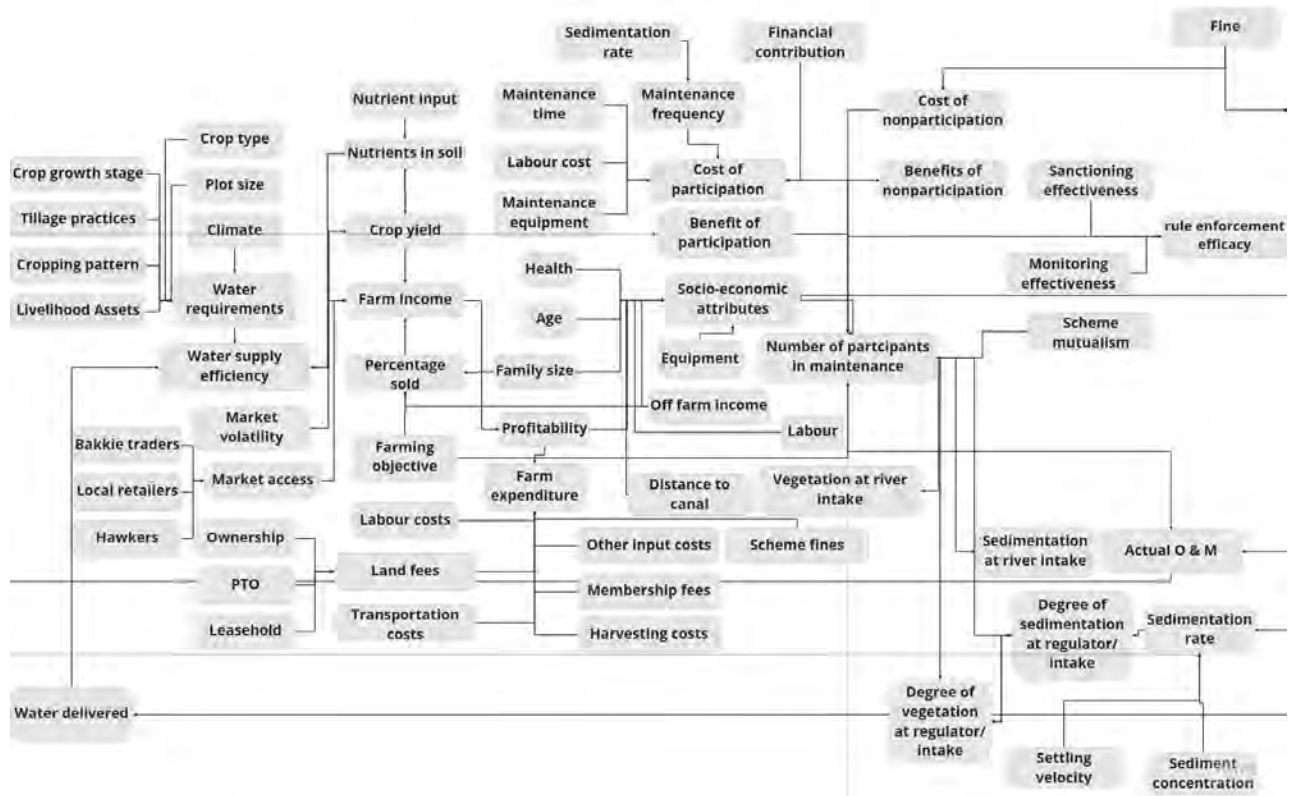 Fine
Sedimentation
rate
Financial
contribution
Nutrient input
Maintenance
time
Maintenance
frequency
Cost of
nonparticipation
Crop type
Nutrients in soil
Crop growth stage
Plot size
Labour cost
Cost of
participation
Benefits of
nonparticipation
Sanctioning
effectiveness
Tillage practices
Climate
Crop yield
Maintenance
equipment
Benefit of
participation
rule enforcement
efficacy
Cropping pattern
Health
Monitoring
effectiveness
Livelihood Assets
Water
requirements
Farm Income
Age
Socio-economic
attributes
Scheme
mutualism
Water supply
efficiency
Percentage
sold
Family size
Equipment
Number of partcipants
in maintenance
Off farm income
Market
volatility
Profitability
Labour
Bakkie traders
Farming
objective
Local retailers
Market access
Farm
expenditure
Distance to
canal
Vegetation at river
intake
Hawkers
Ownership
Labour costs
Other input costs
Scheme fines
Sedimentation
at river intake
Actual O & M
PTO
Land fees
Membership fees
Leasehold
Transportation
costs
Harvesting costs
Degree of
sedimentation
at regulator/
intake
Sedimentation
rate
Water delivered
Degree of
vegetation
at regulator/
intake
Settling
velocity
Sediment
concentration